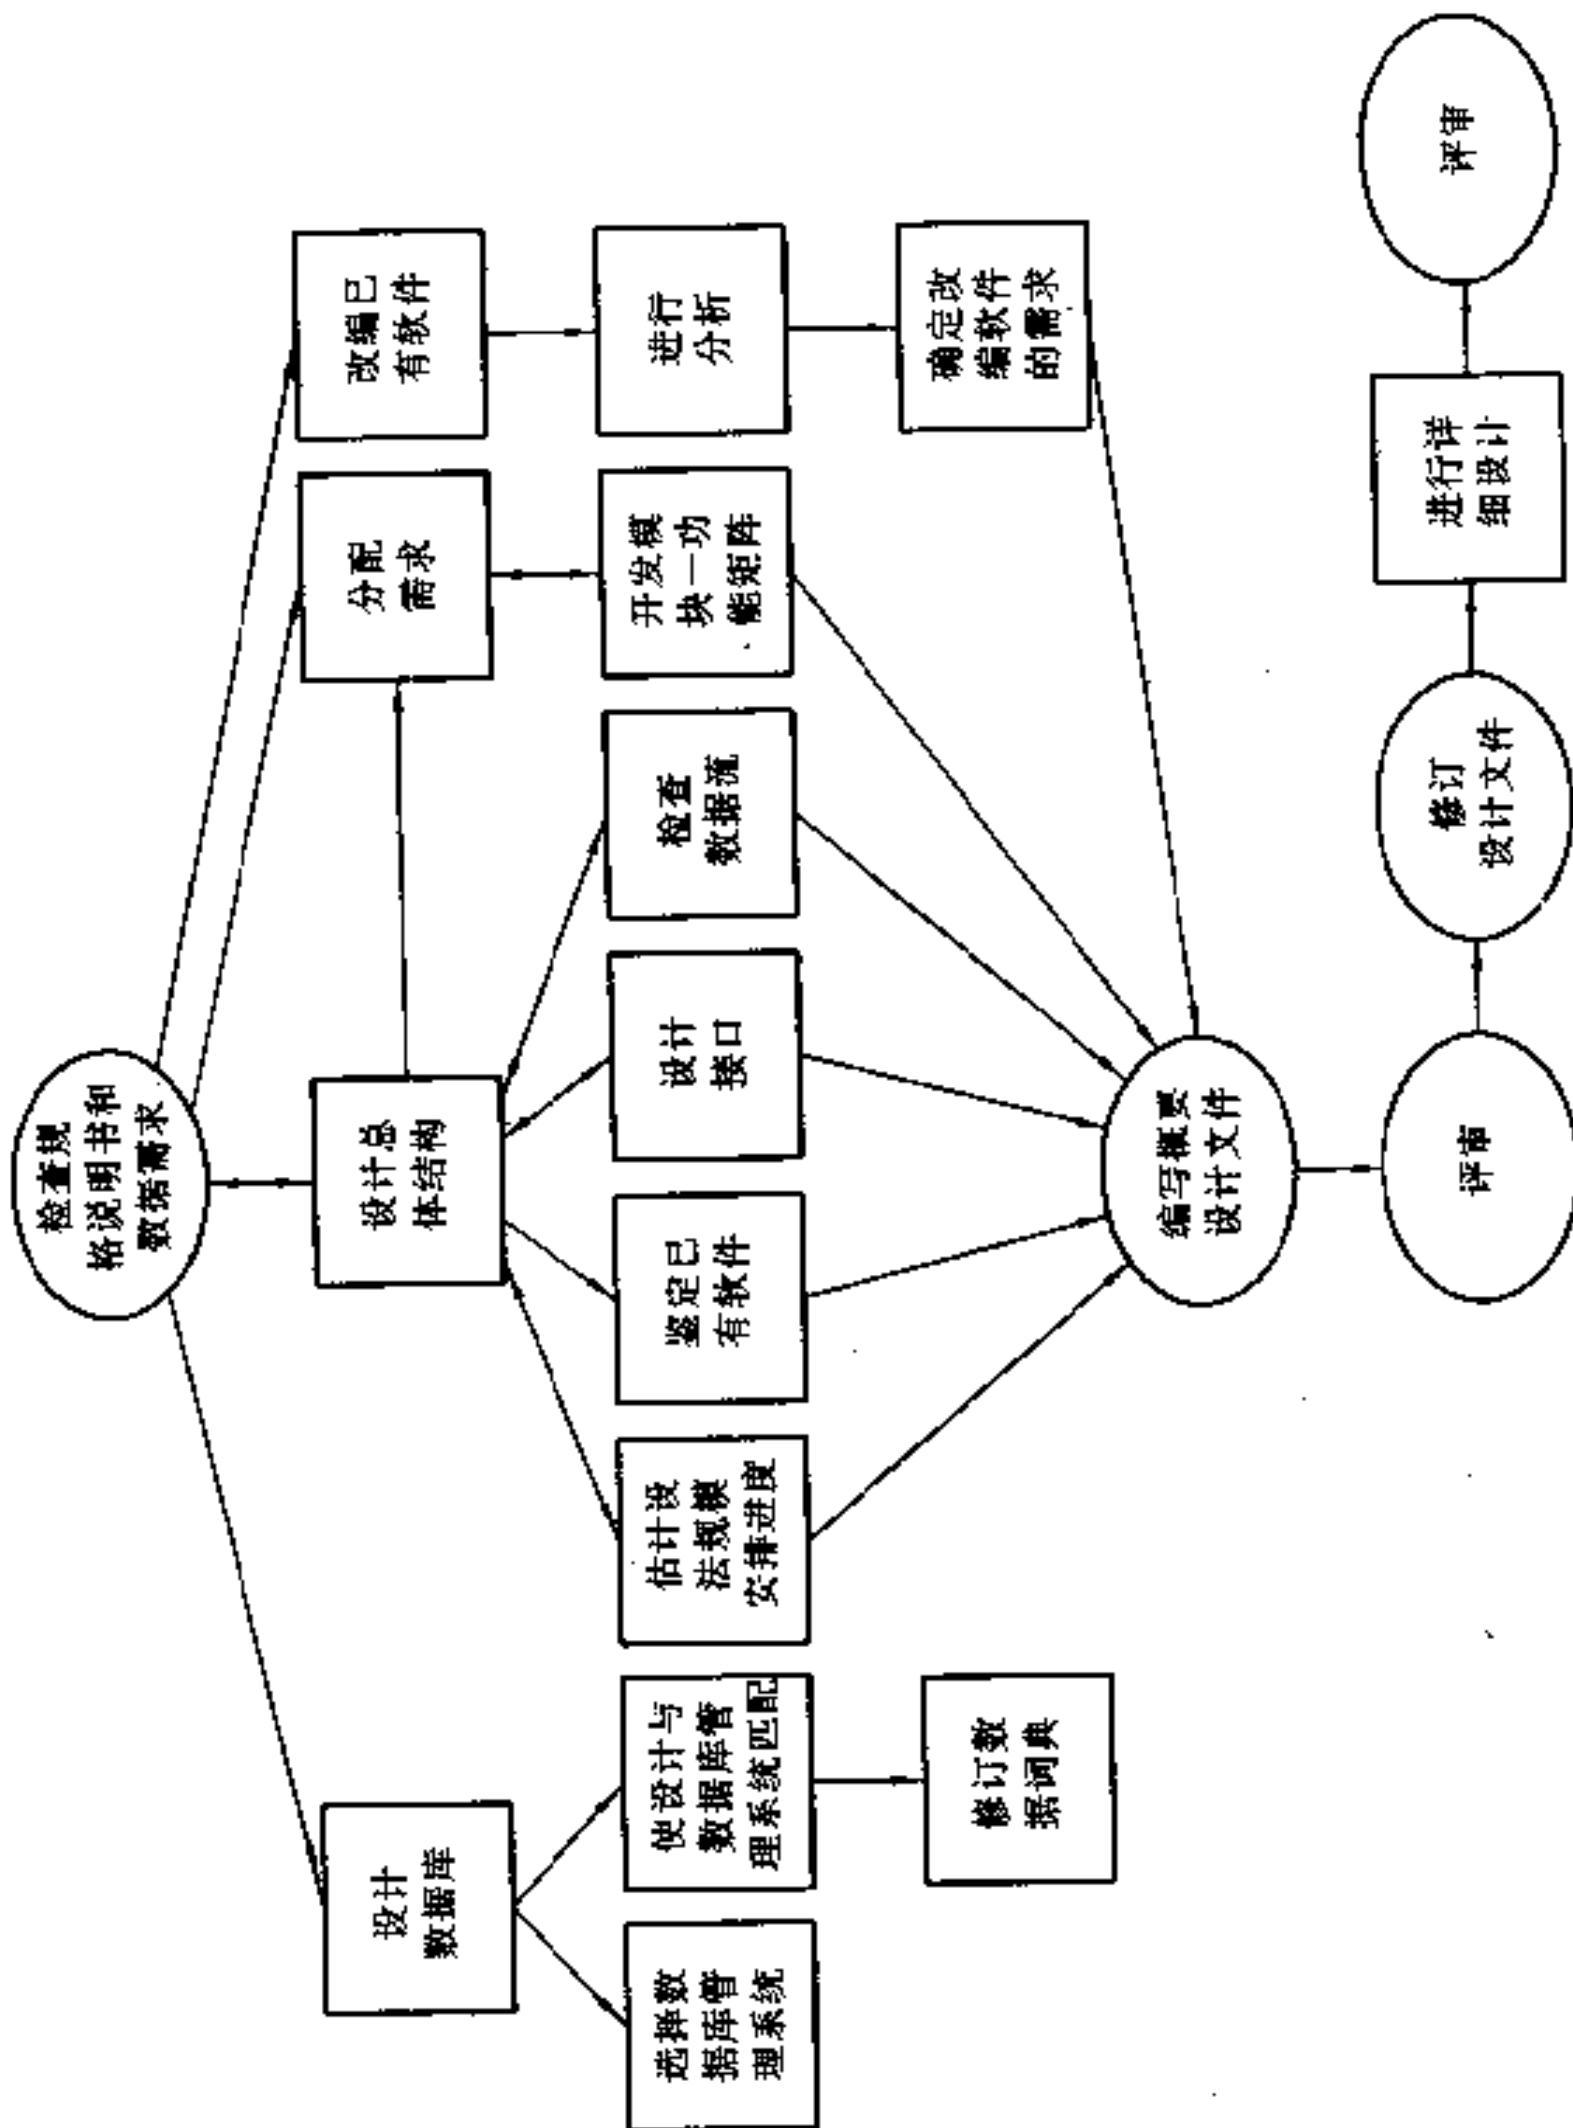 检查规
格说明书和
数据需求
设计
数据库
设计总
体结构
分配
需求
改编已
有软件
选择数
据库管
理系统
使设计与
数据库管
理系统匹配
估计设
法规模
安排进度
鉴定已
有软件
设计
接口
检查
数据流
开发模
块一功
能矩阵
进行
分析
修订数
据词典
确定改
编软件
的需求
编写概要
设计文件
评审
修订
设计文件
进行详
细设计
评审